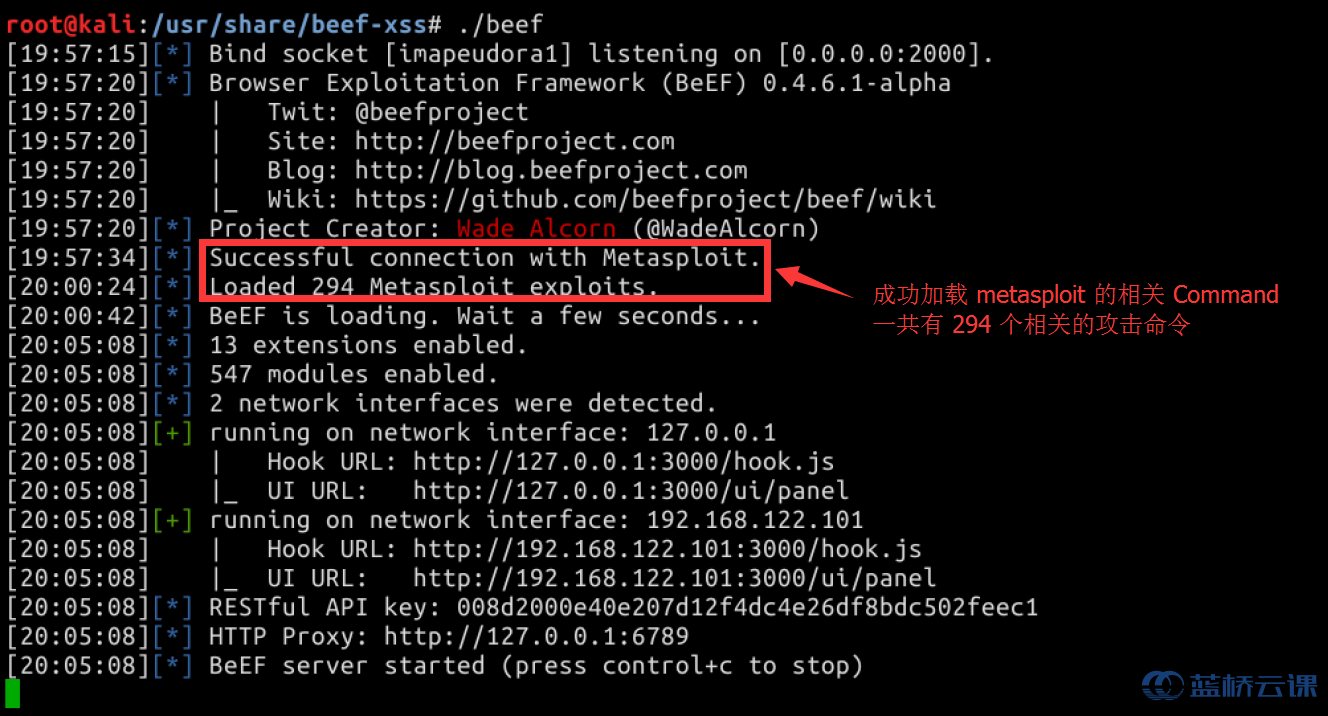 root@kali:/usr/share/beef-xss# ./beef
[19:57:15][*] Bind socket [imapeudora1] listening on [0.0.0.0:2000].
[19:57:20][*] Browser Exploitation Framework (BeEF) 0.4.6.1-alpha
[19:57:20]    |   Twit: @beefproject
[19:57:20]    |   Site: http://beefproject.com
[19:57:20]    |   Blog: http://blog.beefproject.com
[19:57:20]    |_  Wiki: https://github.com/beefproject/beef/wiki
[19:57:20][*] Project Creator: Wade Alcorn (@WadeAlcorn)
[19:57:34][*] Successful connection with Metasploit.
[20:00:24][*] Loaded 294 Metasploit exploits.
成功加载 metasploit 的相关 Command
一共有 294 个相关的攻击命令
[20:00:42][*] BeEF is loading. Wait a few seconds...
[20:05:08][*] 13 extensions enabled.
[20:05:08][*] 547 modules enabled.
[20:05:08][*] 2 network interfaces were detected.
[20:05:08][+] running on network interface: 127.0.0.1
[20:05:08]    |   Hook URL: http://127.0.0.1:3000/hook.js
[20:05:08]    |_  UI URL:   http://127.0.0.1:3000/ui/panel
[20:05:08][+] running on network interface: 192.168.122.101
[20:05:08]    |   Hook URL: http://192.168.122.101:3000/hook.js
[20:05:08]    |_  UI URL:   http://192.168.122.101:3000/ui/panel
[20:05:08][*] RESTful API key: 008d2000e40e207d12f4dc4e26df8bdc502feec1
[20:05:08][*] HTTP Proxy: http://127.0.0.1:6789
[20:05:08][*] BeEF server started (press control+c to stop)
蓝桥云课